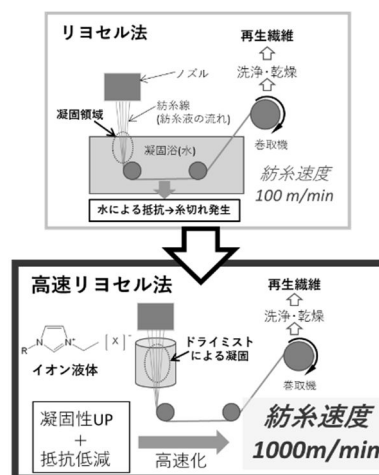 リヨセル法
再生繊維
洗浄・乾燥
ノズル
紡糸線
(紡糸液の流れ)
凝固領域
凝固浴(水)
巻取機
紡糸速度
100 m/min
水による抵抗→糸切れ発生
高速リヨセル法
再生繊維
洗浄・乾燥
ドライミスト
による凝固
R
N
N
+
[X]
-
イオン液体
巻取機
凝固性UP
+
抵抗低減
高速化
紡糸速度
1000m/min